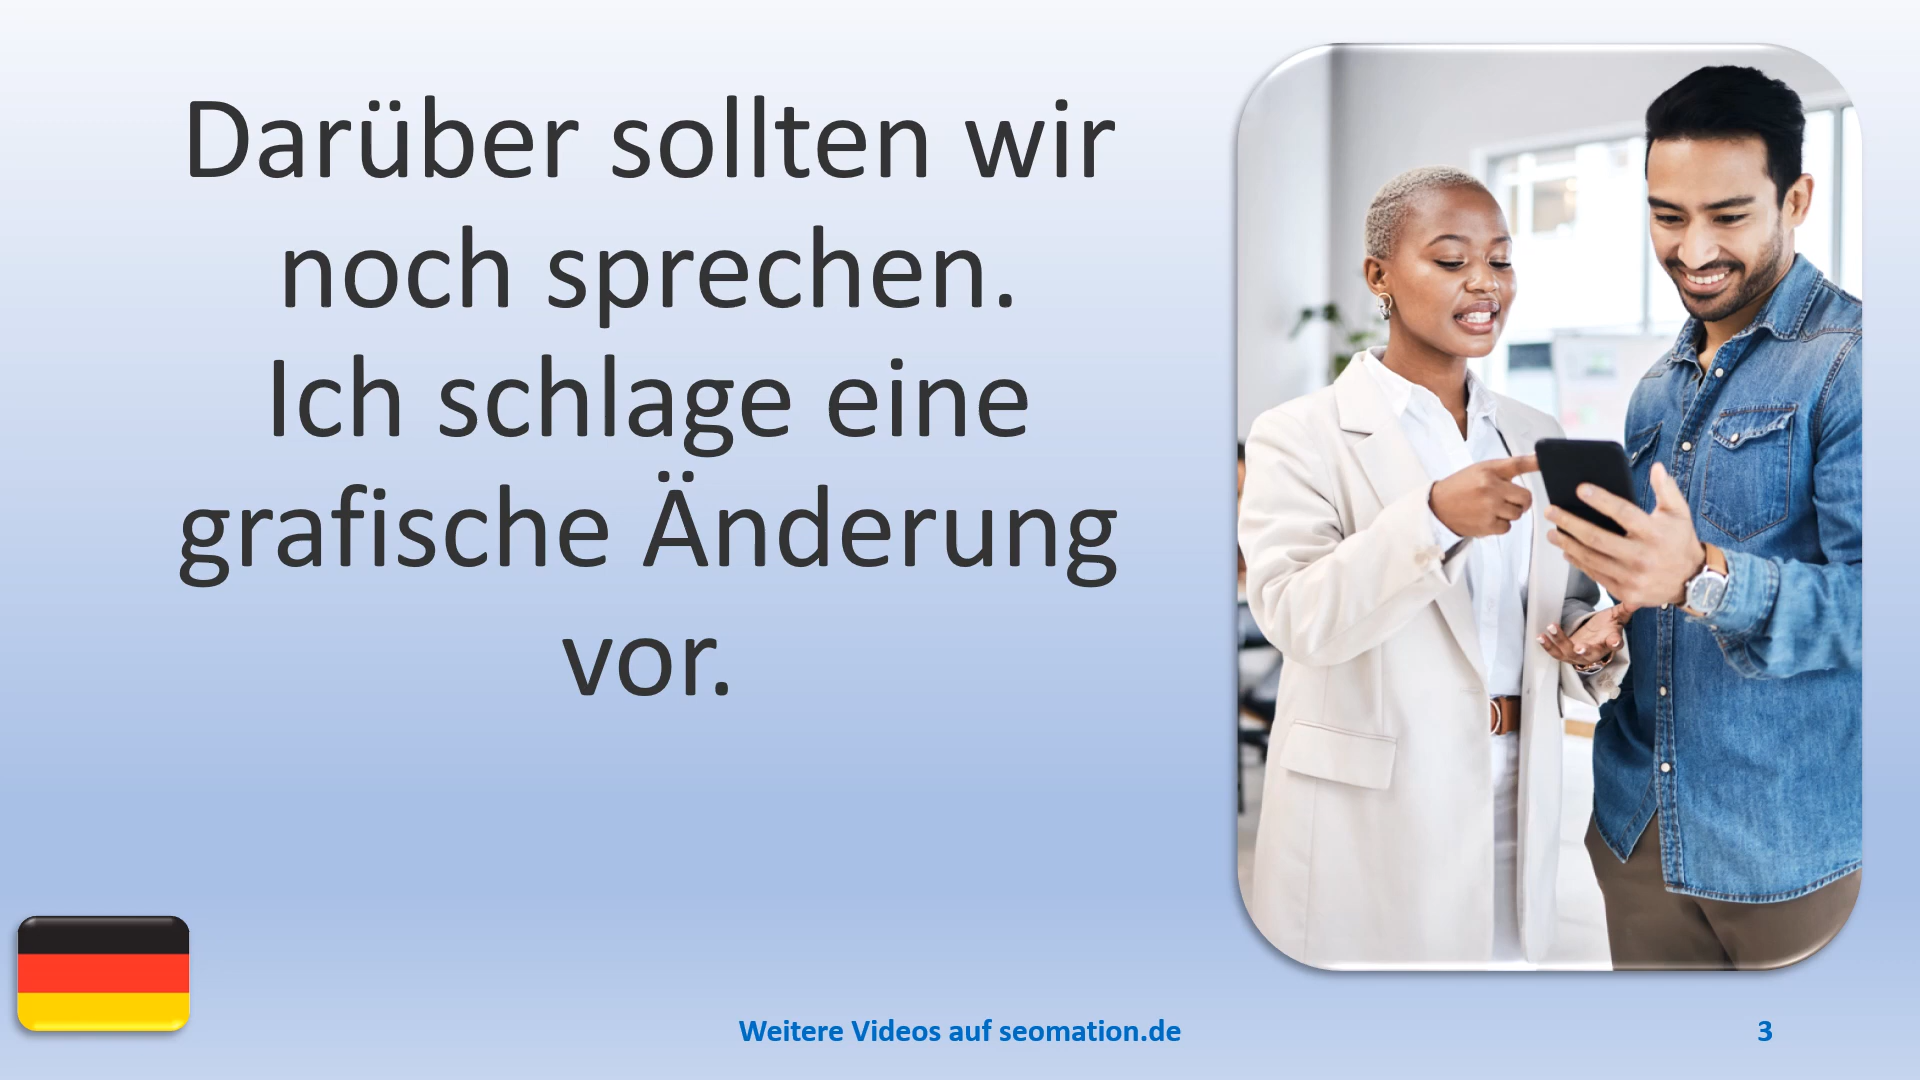 Darüber sollten wir
noch sprechen.
Ich schlage eine
grafische Änderung
vor.
Weitere Videos auf seomation.de
3